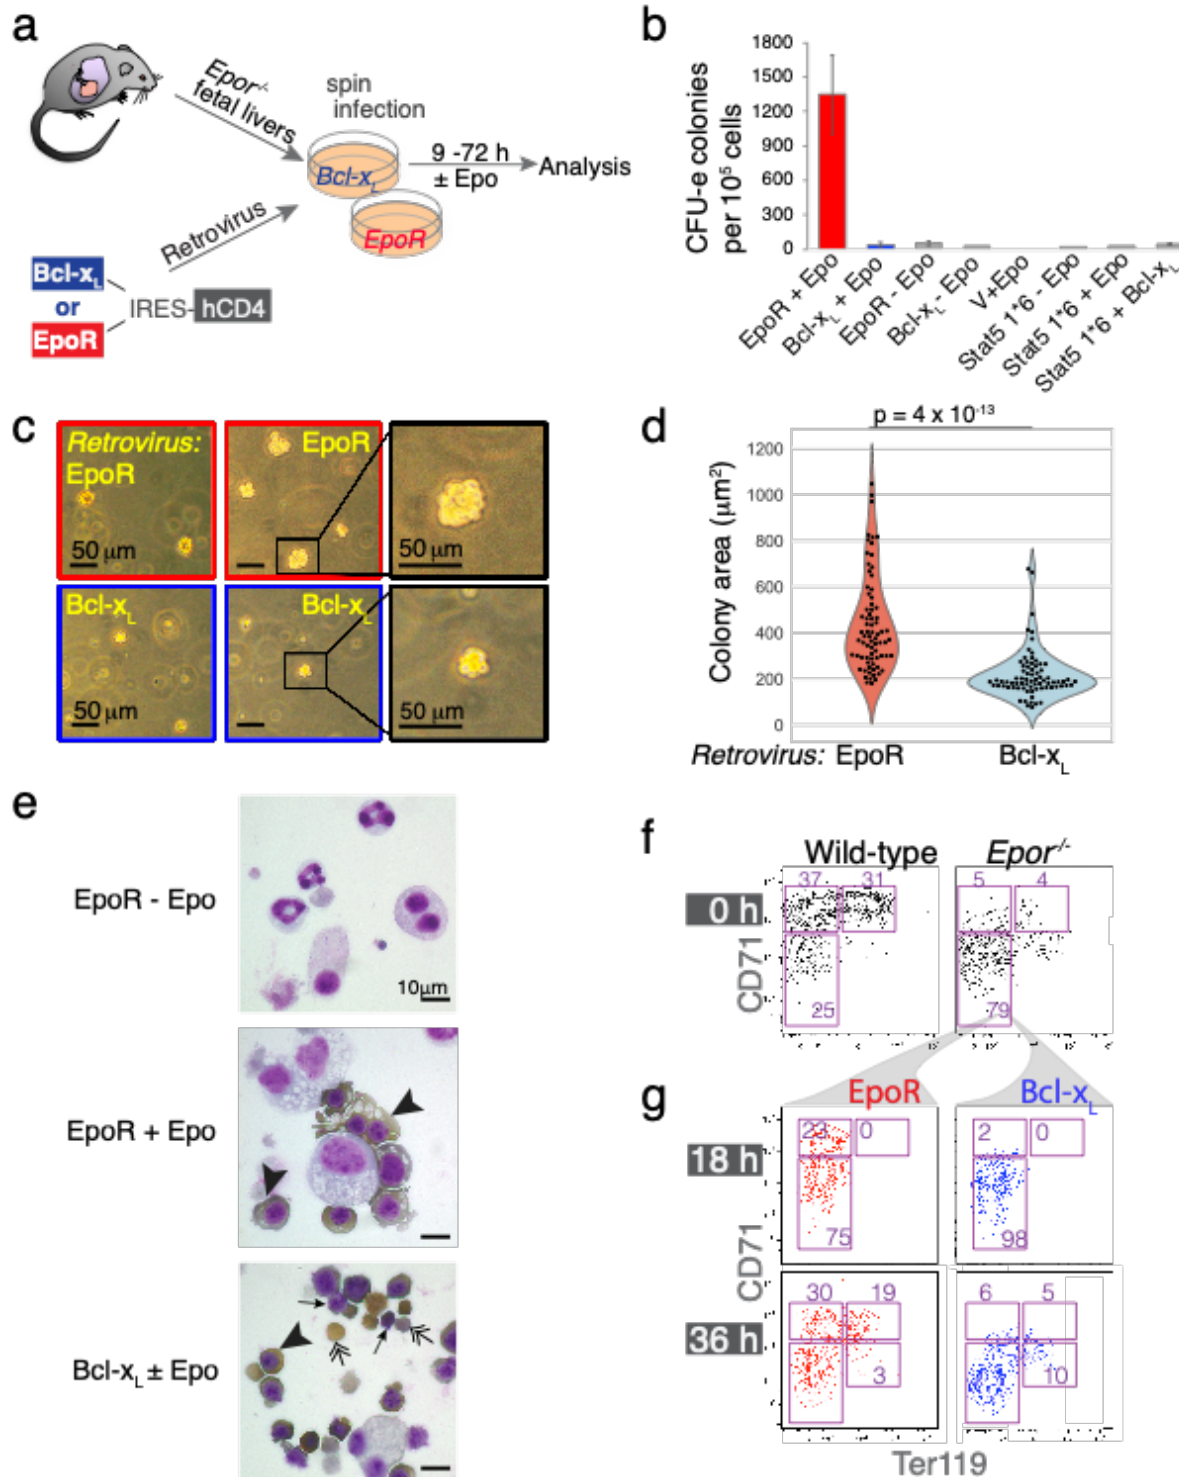 a
Epor-/-
fetal livers
spin
infection
Bcl-xL
EpoR
9 -72 h
± Epo
Analysis
Retrovirus
Bcl-xL
or
EpoR
IRES-hCD4
b
CFU-e colonies
per 10⁵ cells
1800
1500
1200
900
600
300
0
EpoR + Epo
Bcl-xL + Epo
EpoR - Epo
Bcl-xL - Epo
V+Epo
Stat5 1*6 - Epo
Stat5 1*6 + Epo
Stat5 1*6 + Bcl-xL
c
Retrovirus:
EpoR
50 μm
EpoR
50 μm
Bcl-xL
50 μm
Bcl-xL
50 μm
d
p = 4 x 10⁻¹³
Colony area (μm²)
1200
1000
800
600
400
200
0
Retrovirus: EpoR Bcl-xL
e
EpoR - Epo
10μm
EpoR + Epo
Bcl-xL ± Epo
f
Wild-type Epor-/-
0 h
CD71
37 31
25
5 4
79
g
EpoR Bcl-xL
18 h
23 0
75
2 0
98
CD71
36 h
30 19
3
6 5
10
Ter119